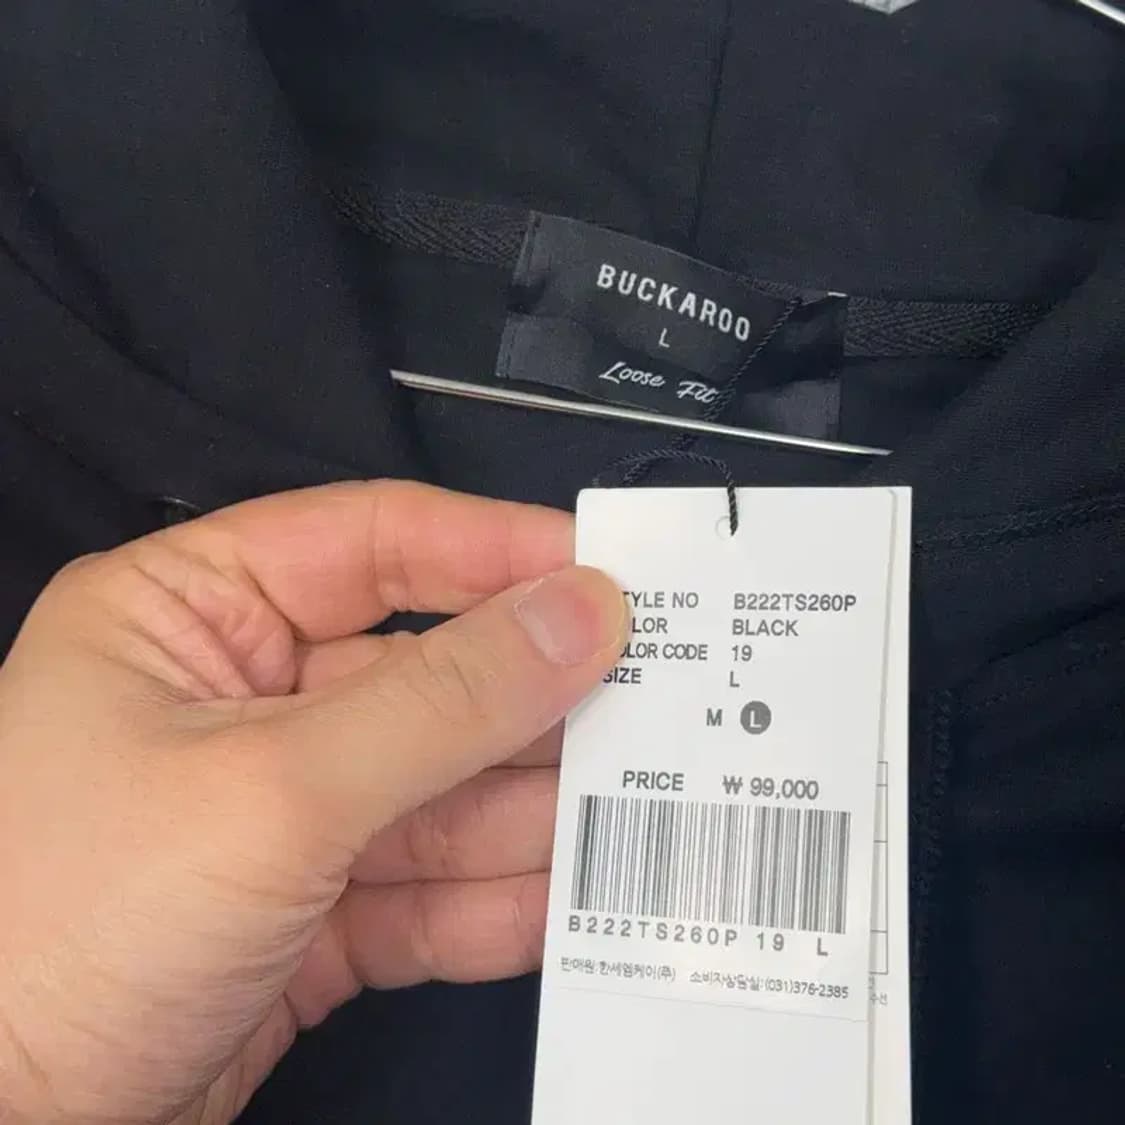 BUCKAROO
L
Loose Fit
TYLE NO B222TS260P
LOR BLACK
OLOR CODE 19
SIZE L
M L
PRICE ₩ 99,000
B222TS260P 19 L
판매원:한세엠케이(주) 소비자상담실:(031)376-2385